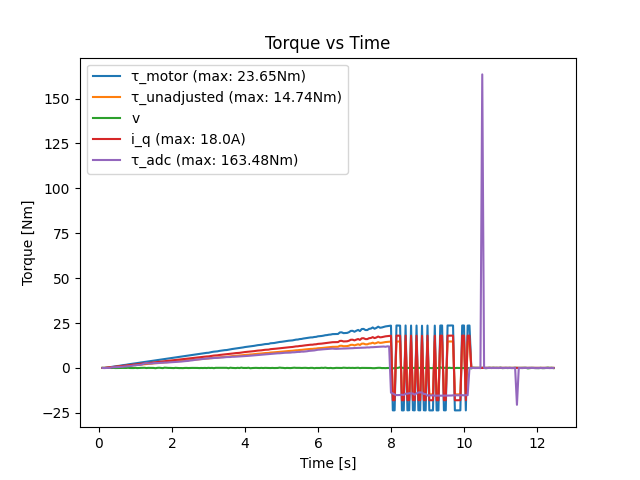 Torque vs Time
τ_motor (max: 23.65Nm)
τ_unadjusted (max: 14.74Nm)
v
i_q (max: 18.0A)
τ_adc (max: 163.48Nm)
Torque [Nm]
150
125
100
75
50
25
0
−25
0
2
4
6
8
10
12
Time [s]